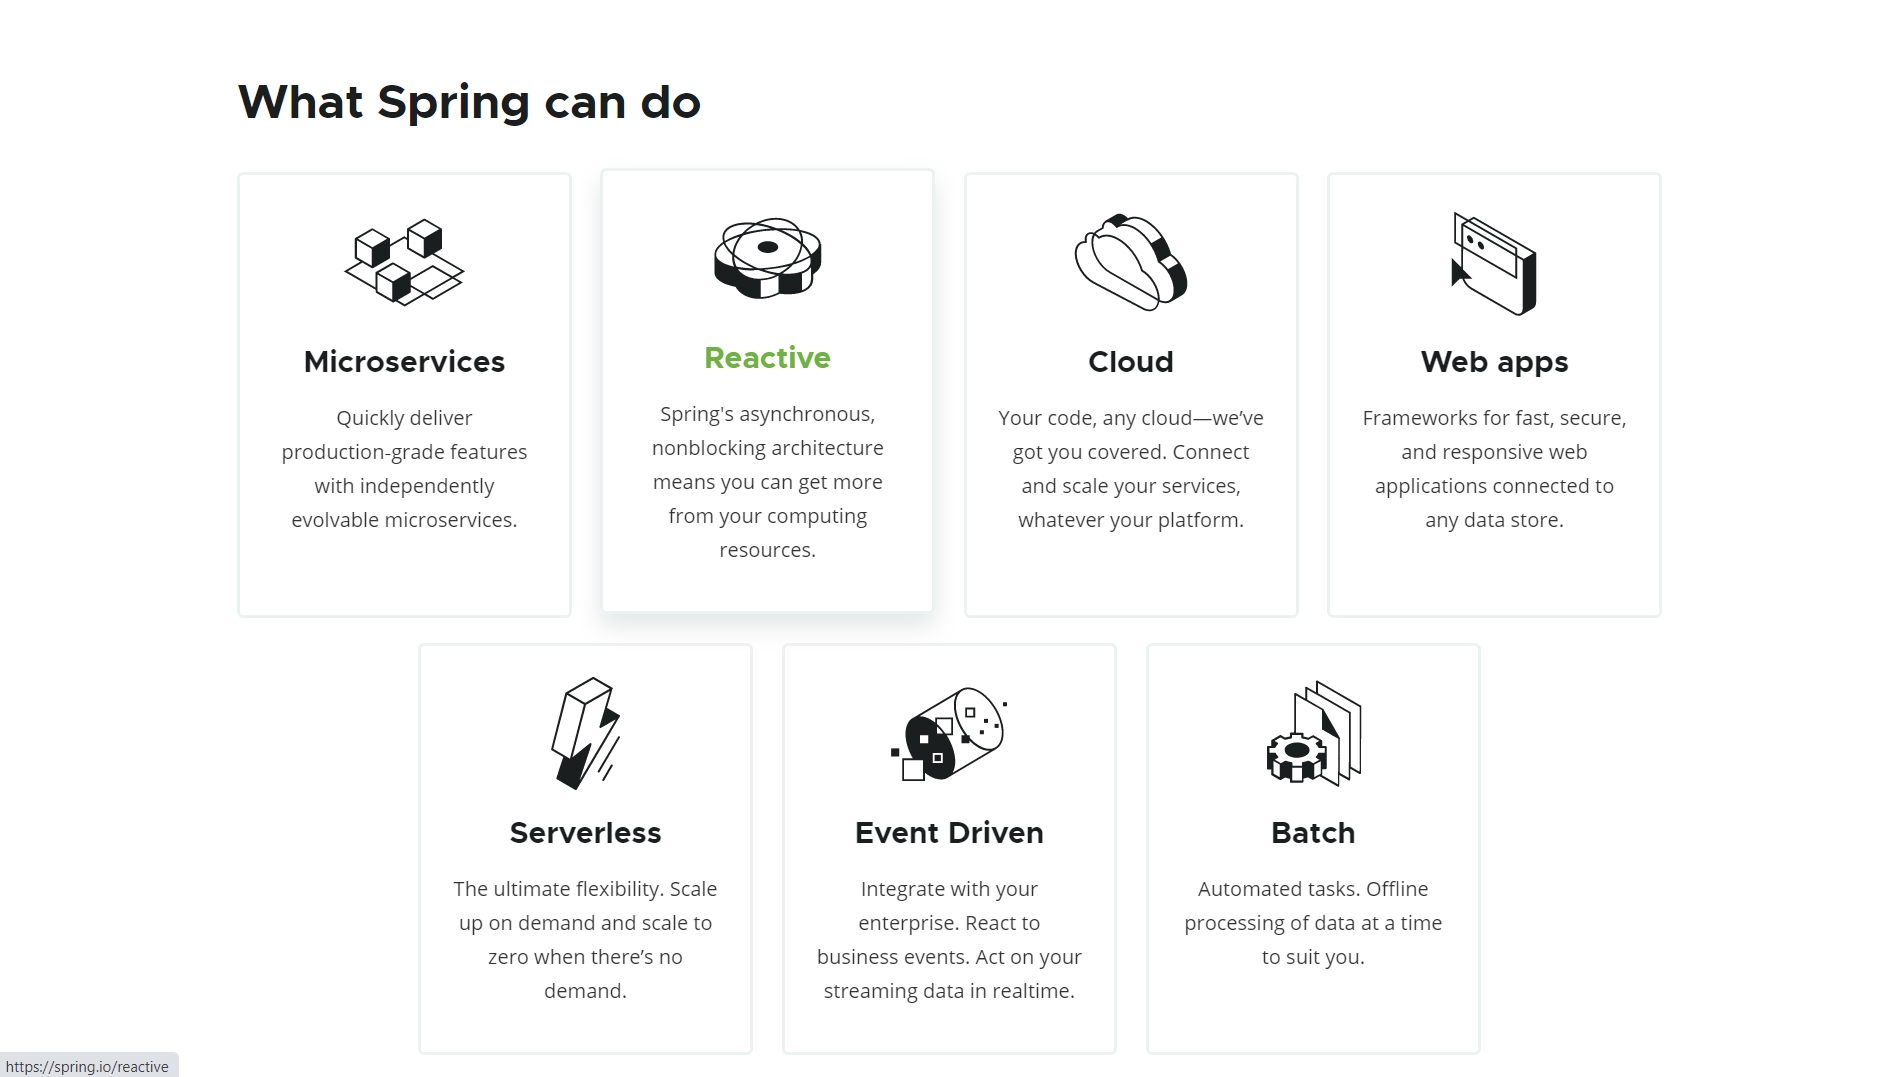 What Spring can do
Microservices
Quickly deliver
production-grade features
with independently
evolvable microservices.
Reactive
Spring's asynchronous,
nonblocking architecture
means you can get more
from your computing
resources.
Cloud
Your code, any cloud—we’ve
got you covered. Connect
and scale your services,
whatever your platform.
Web apps
Frameworks for fast, secure,
and responsive web
applications connected to
any data store.
Serverless
The ultimate flexibility. Scale
up on demand and scale to
zero when there’s no
demand.
Event Driven
Integrate with your
enterprise. React to
business events. Act on your
streaming data in realtime.
Batch
Automated tasks. Offline
processing of data at a time
to suit you.
https://spring.io/reactive